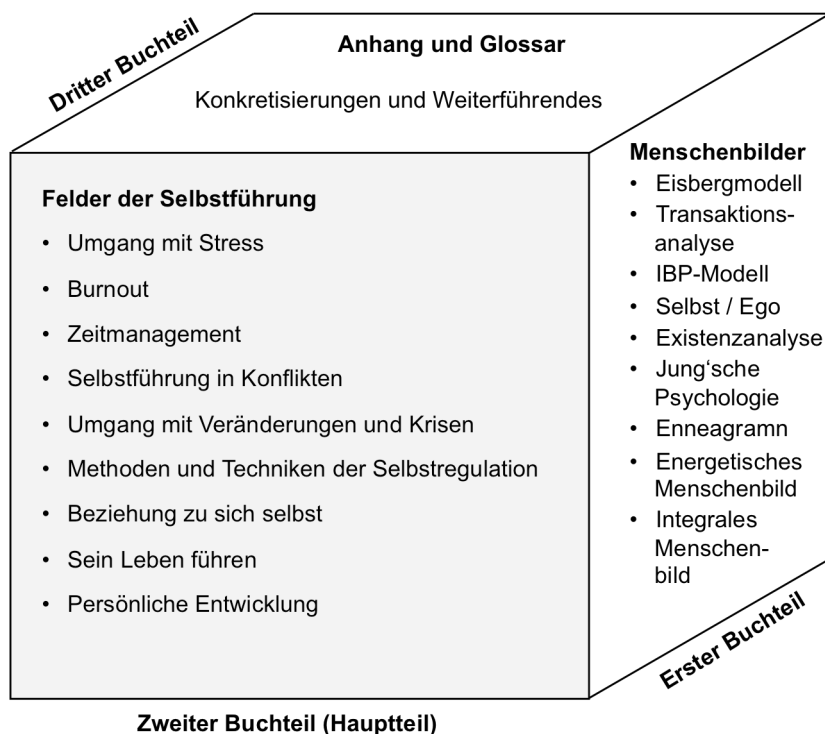 Dritter Buchteil
Anhang und Glossar
Konkretisierungen und Weiterführendes
Felder der Selbstführung
• Umgang mit Stress
• Burnout
• Zeitmanagement
• Selbstführung in Konflikten
• Umgang mit Veränderungen und Krisen
• Methoden und Techniken der Selbstregulation
• Beziehung zu sich selbst
• Sein Leben führen
• Persönliche Entwicklung
Zweiter Buchteil (Hauptteil)
Menschenbilder
• Eisbergmodell
• Transaktions-
analyse
• IBP-Modell
• Selbst / Ego
• Existenzanalyse
• Jung‘sche
Psychologie
• Enneagramn
• Energetisches
Menschenbild
• Integrales
Menschen-
bild
Erster Buchteil